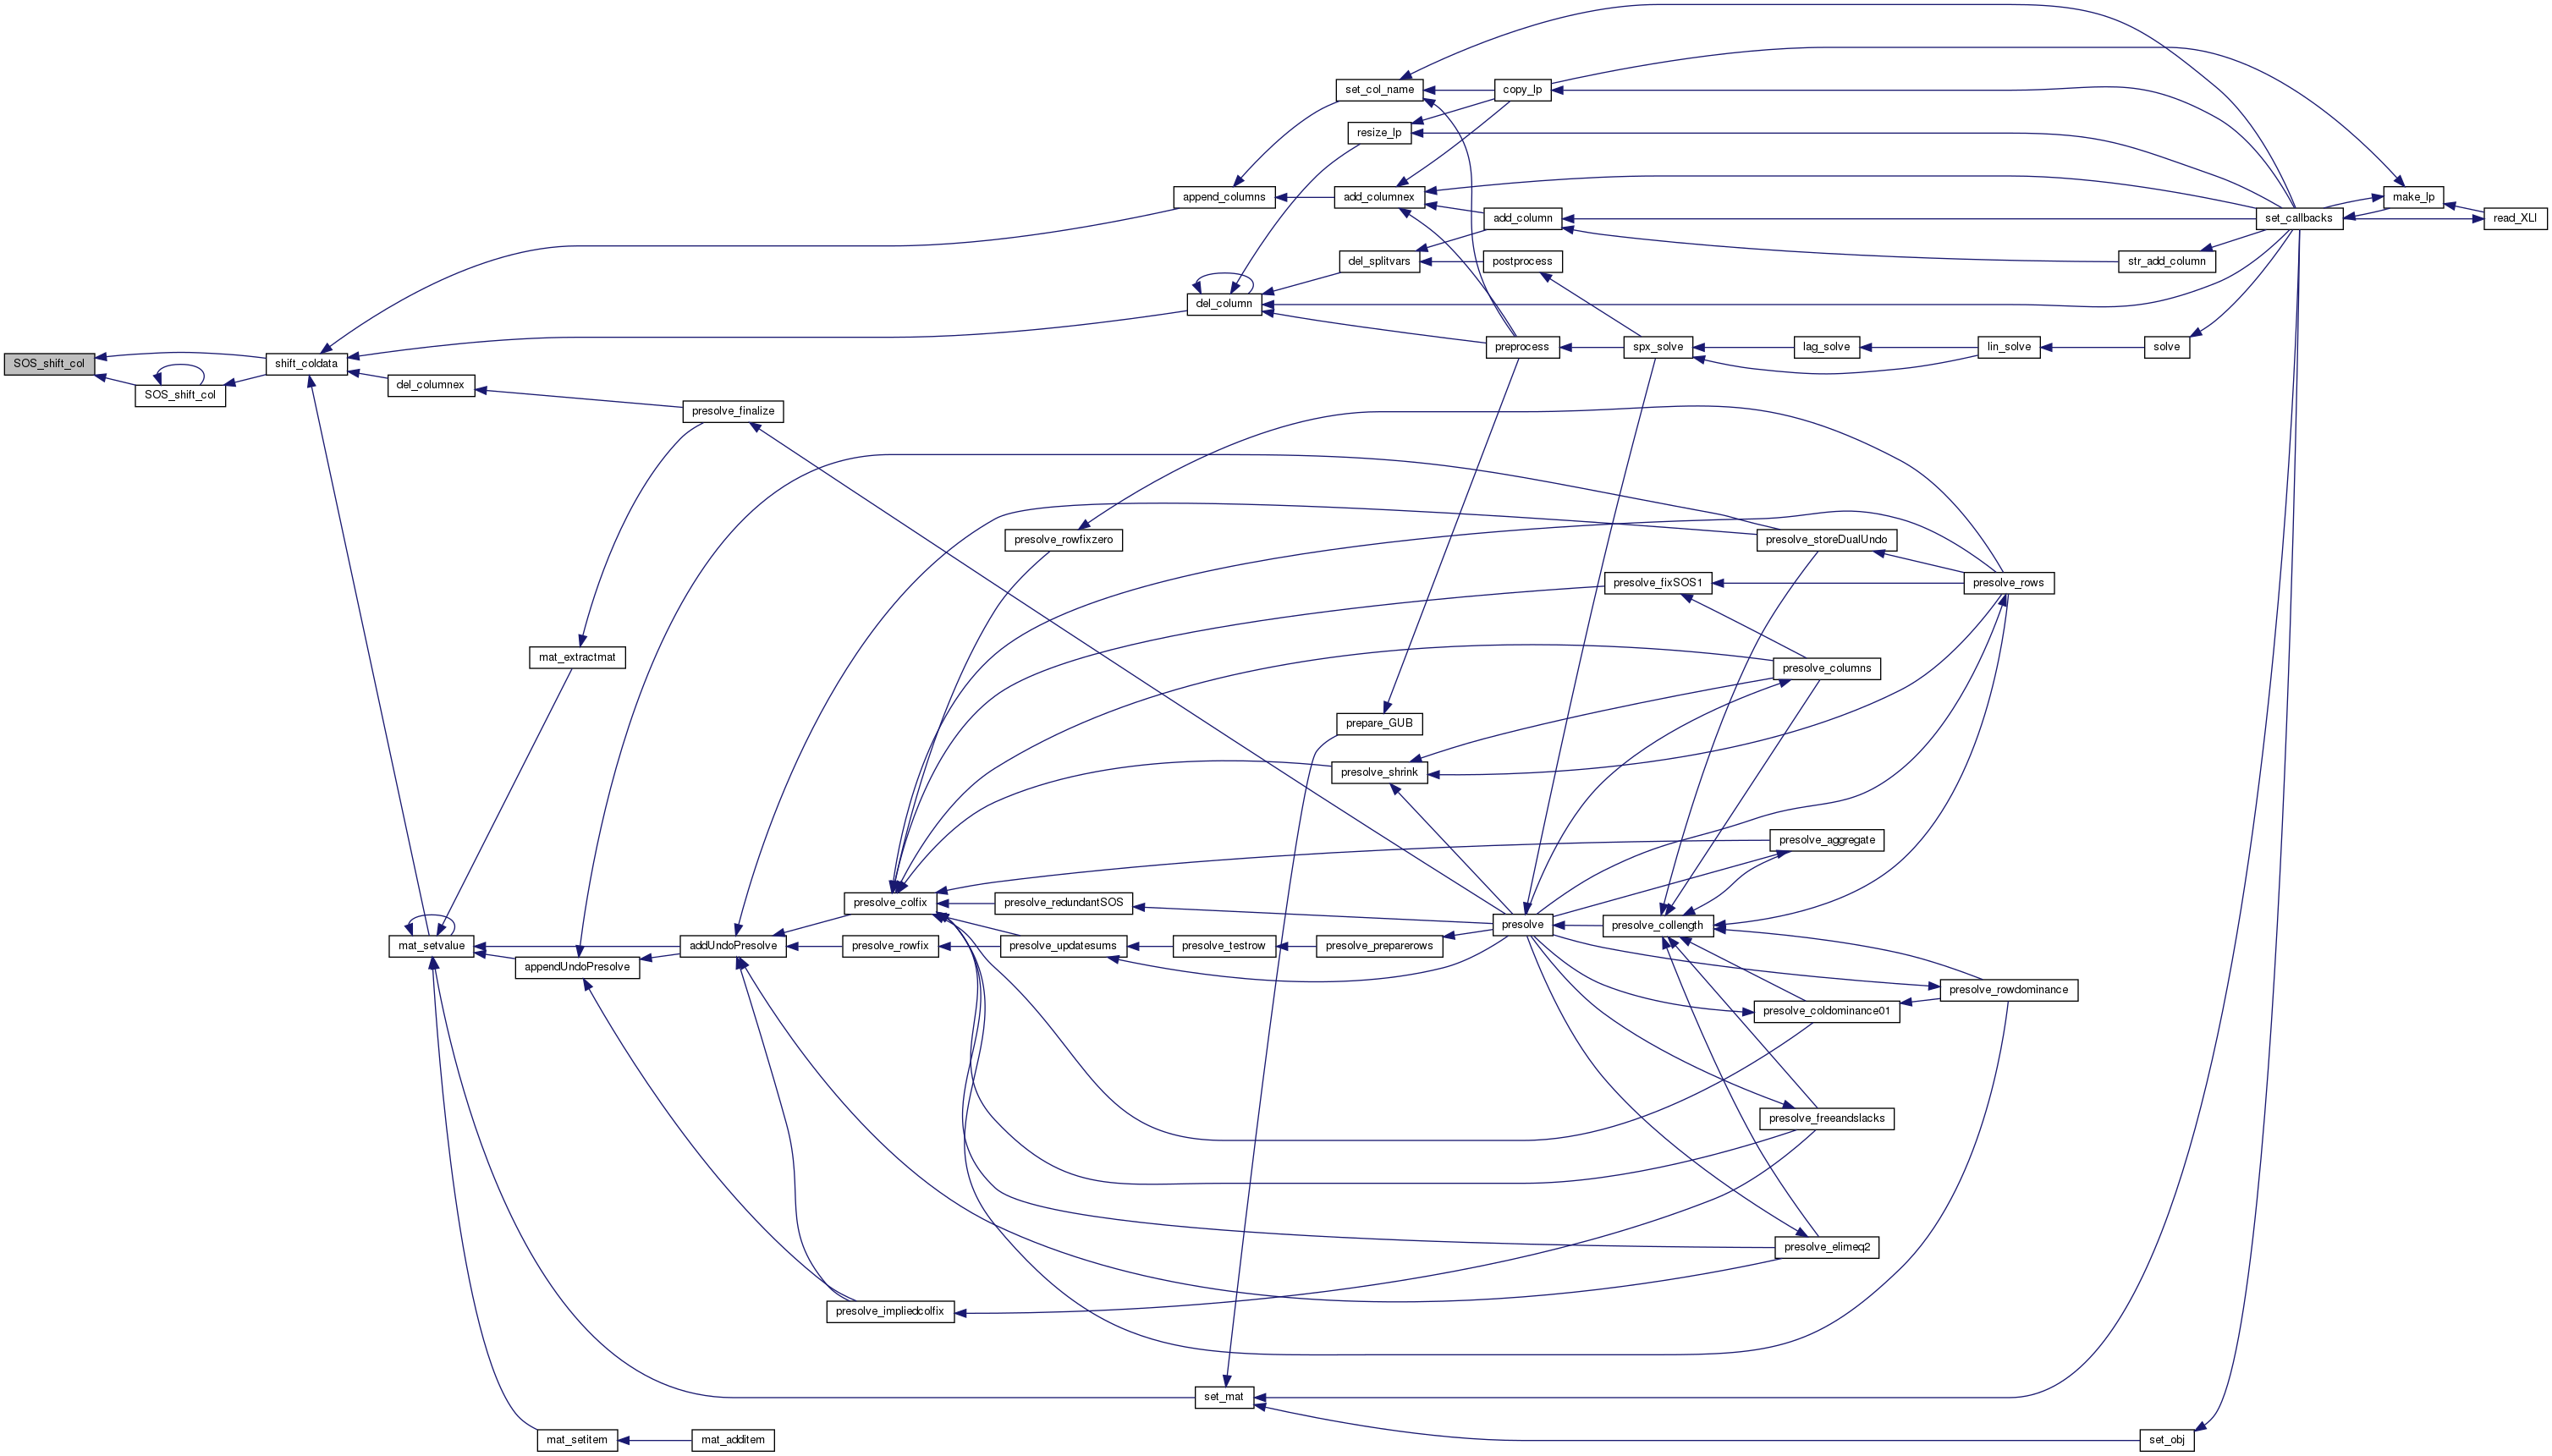 set_col_name
copy_lp
resize_lp
append_columns
add_columnex
make_lp
add_column
set_callbacks
read_XLI
del_splitvars
postprocess
str_add_column
del_column
SOS_shift_col
shift_coldata
preprocess
spx_solve
lag_solve
lin_solve
solve
SOS_shift_col
del_columnex
presolve_finalize
presolve_rowfixzero
presolve_storeDualUndo
presolve_fixSOS1
presolve_rows
mat_extractmat
presolve_columns
prepare_GUB
presolve_shrink
presolve_aggregate
presolve_colfix
presolve_redundantSOS
presolve
presolve_collength
mat_setvalue
addUndoPresolve
presolve_rowfix
presolve_updatesums
presolve_testrow
presolve_preparerows
appendUndoPresolve
presolve_rowdominance
presolve_coldominance01
presolve_freeandslacks
presolve_elimeq2
presolve_impliedcolfix
set_mat
mat_setitem
mat_additem
set_obj